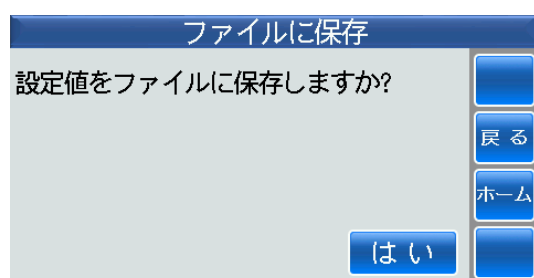 ファイルに保存
設定値をファイルに保存しますか?
戻る
ホーム
はい